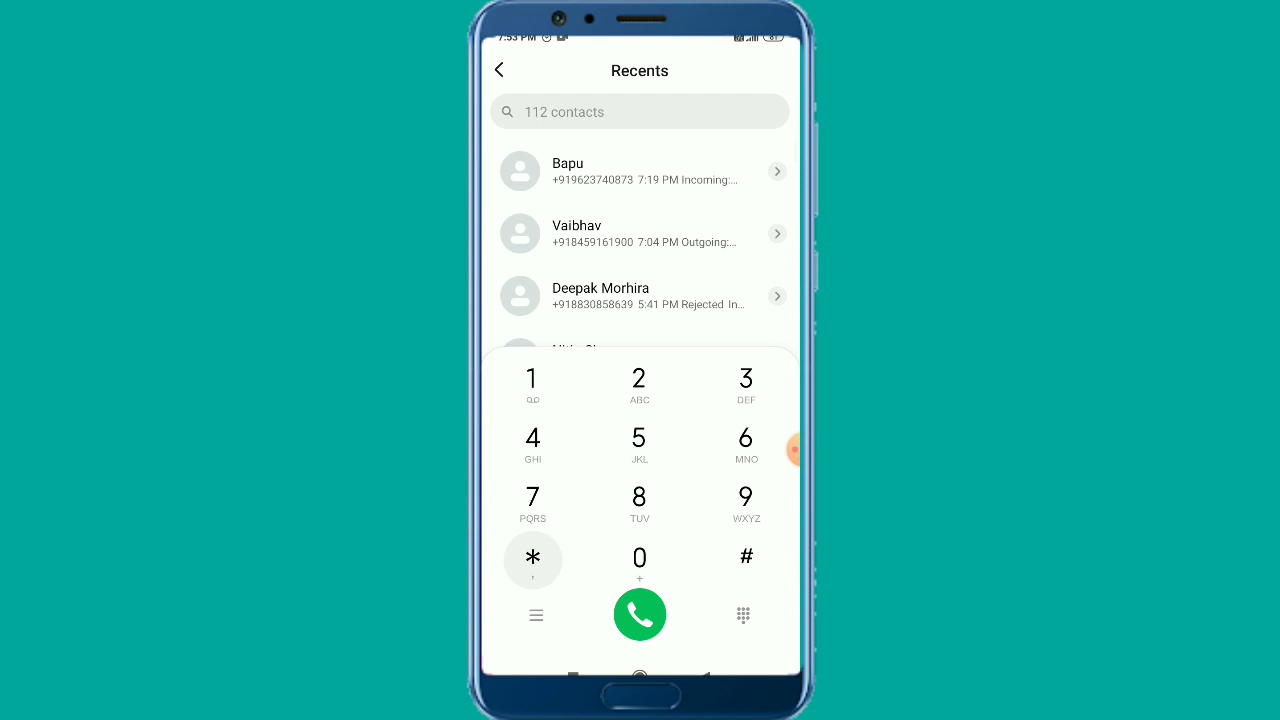 7:53 PM
Recents
112 contacts
Bapu
+919623740873 7:19 PM Incoming:...
Vaibhav
+918459161900 7:04 PM Outgoing:...
Deepak Morhira
+918830858639 5:41 PM Rejected In...
1 2 3
ABC DEF
4 5 6
GHI JKL MNO
7 8 9
PQRS TUV WXYZ
* 0 #
, +